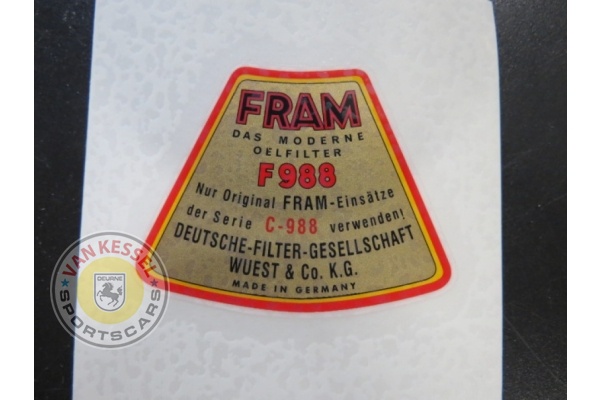 FRAM
DAS MODERNE
OELFILTER
F988
Nur Original FRAM-Einsätze
der Serie C-988 verwenden!
DEUTSCHE-FILTER-GESELLSCHAFT
WUEST & Co. K.G.
MADE IN GERMANY
VAN KESSEL
DEURNE
SPORTSCARS